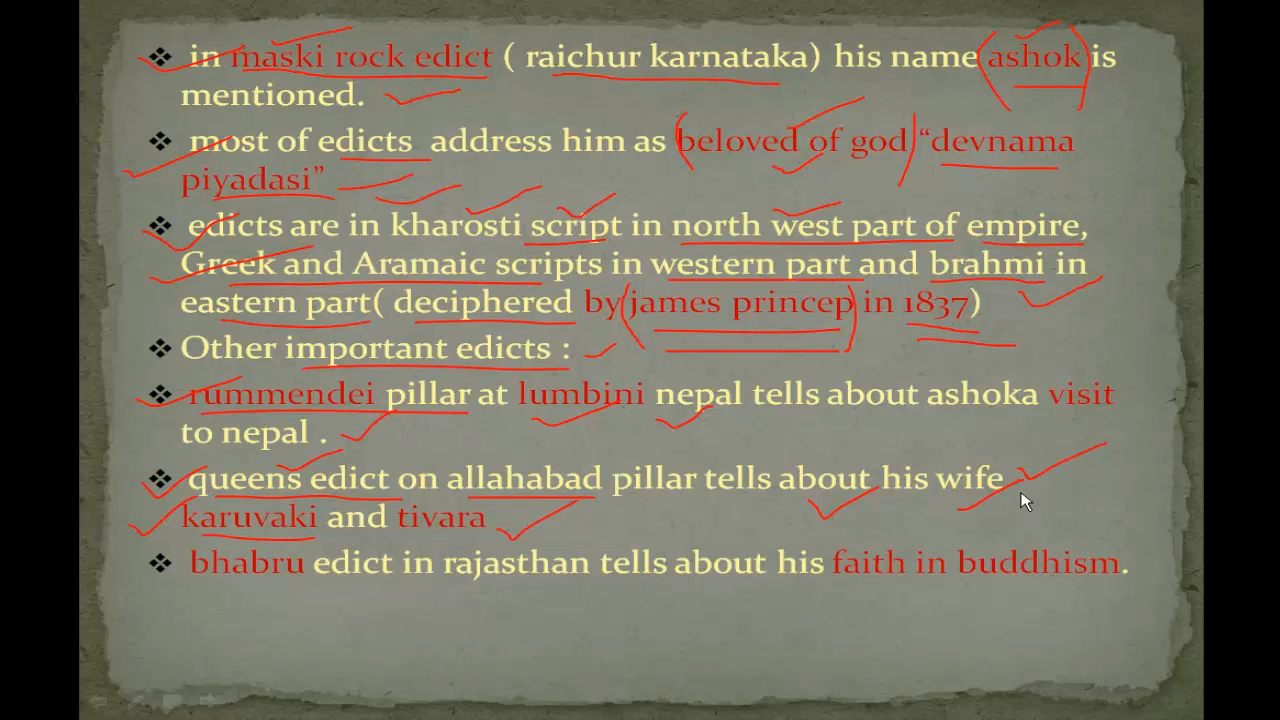 ❖ in maski rock edict ( raichur karnataka) his name ashok is
mentioned.
❖ most of edicts address him as beloved of god “devnama
piyadasi”
❖ edicts are in kharosti script in north west part of empire,
Greek and Aramaic scripts in western part and brahmi in
eastern part( deciphered by james princep in 1837)
❖ Other important edicts :
❖ rummendei pillar at lumbini nepal tells about ashoka visit
to nepal .
❖ queens edict on allahabad pillar tells about his wife
karuvaki and tivara
❖ bhabru edict in rajasthan tells about his faith in buddhism.